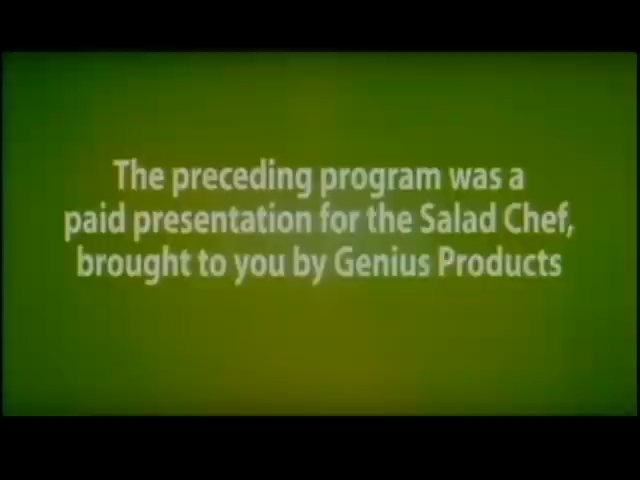 The preceding program was a
paid presentation for the Salad Chef,
brought to you by Genius Products